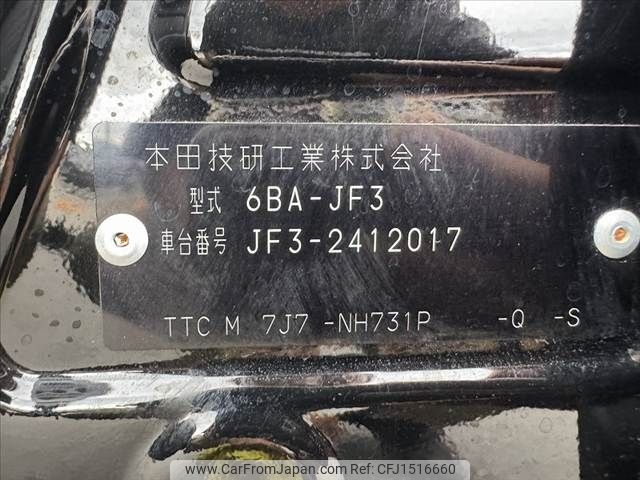 本田技研工業株式会社
型式 6BA-JF3
車台番号 JF3-2412017
TTC M 7J7 -NH731P -Q -S
www.CarFromJapan.com CFJ1516660